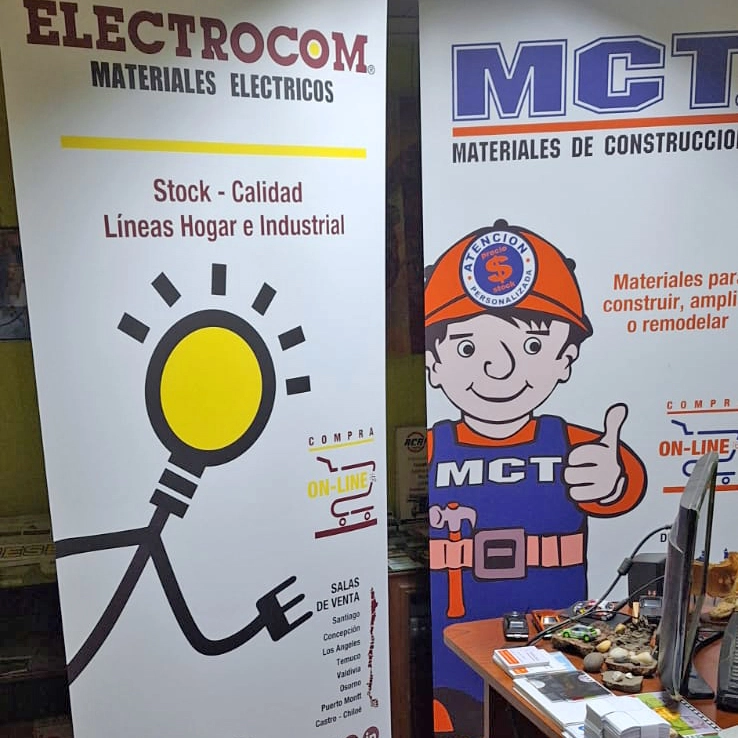 ELECTROCOM®
MATERIALES ELECTRICOS
Stock - Calidad
Líneas Hogar e Industrial
COMPRA
ON-LINE
SALAS
DE VENTA
Santiago
Concepción
Los Angeles
Temuco
Valdivia
Osorno
Puerto Montt
Castro - Chiloé
in
MCT
MATERIALES DE CONSTRUCCION
ATENCION
Precio
$
stock
PERSONALIZADA
Materiales para
construir, ampli
o remodelar
COMPR
ON-LINE
MCT
D